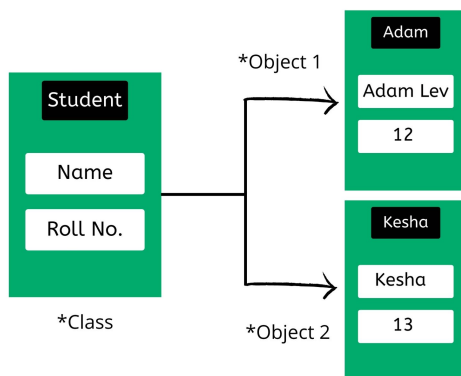 Student
Name
Roll No.
*Class
*Object 1
Adam
Adam Lev
12
*Object 2
Kesha
Kesha
13